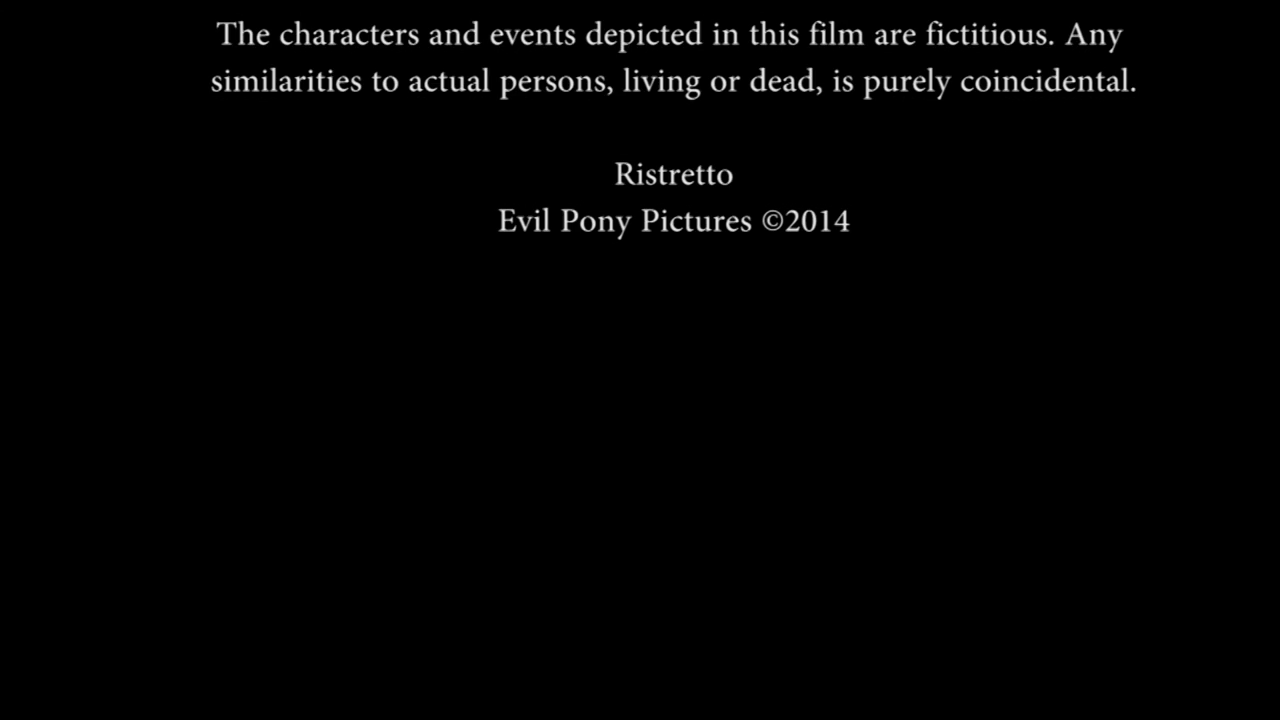 The characters and events depicted in this film are fictitious. Any
similarities to actual persons, living or dead, is purely coincidental.
Ristretto
Evil Pony Pictures ©2014